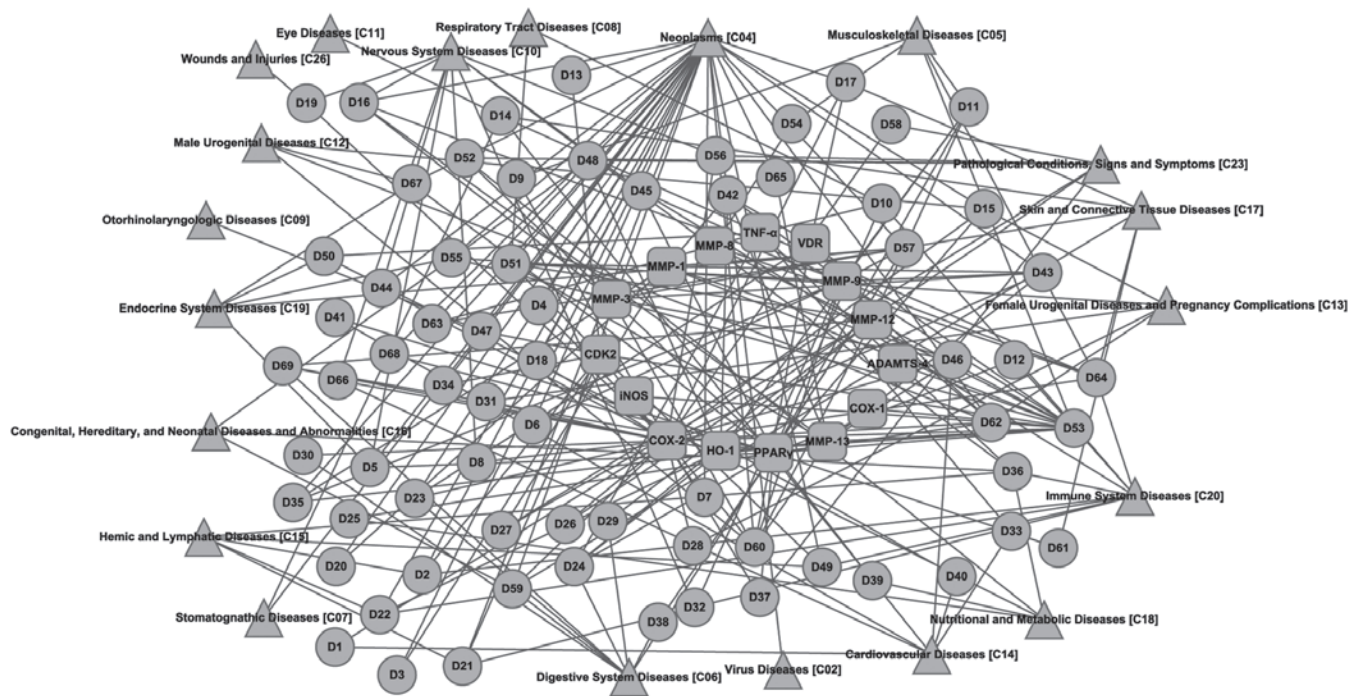 Eye Diseases [C11]
Respiratory Tract Diseases [C08]
Neoplasms [C04]
Musculoskeletal Diseases [C05]
Wounds and Injuries [C26]
Nervous System Diseases [C10]
D13
D17
D19
D16
D14
D11
D54
D58
Male Urogenital Diseases [C12]
D52
D48
D56
Pathological Conditions, Signs and Symptoms [C23]
D67
D9
D45
D42
D65
D10
D15
Skin and Connective Tissue Diseases [C17]
Otorhinolaryngologic Diseases [C09]
TNF-α
VDR
MMP-8
D57
D50
D55
D51
MMP-1
MMP-9
D43
D44
MMP-3
Endocrine System Diseases [C19]
D4
Female Urogenital Diseases and Pregnancy Complications [C13]
D41
D63
D47
MMP-12
D69
D68
D18
CDK2
ADAMTS-4
D46
D12
D66
D34
D64
D31
iNOS
COX-1
D6
D62
D53
Congenital, Hereditary, and Neonatal Diseases and Abnormalities [C16]
COX-2
HO-1
PPARγ
MMP-13
D30
D5
D8
D36
D35
D23
D7
Immune System Diseases [C20]
D25
D27
D26
D29
D33
Hemic and Lymphatic Diseases [C15]
D28
D60
D61
D20
D2
D24
D49
D39
D40
D59
D37
Stomatognathic Diseases [C07]
D22
D38
D32
Nutritional and Metabolic Diseases [C18]
D1
D3
D21
Digestive System Diseases [C06]
Virus Diseases [C02]
Cardiovascular Diseases [C14]